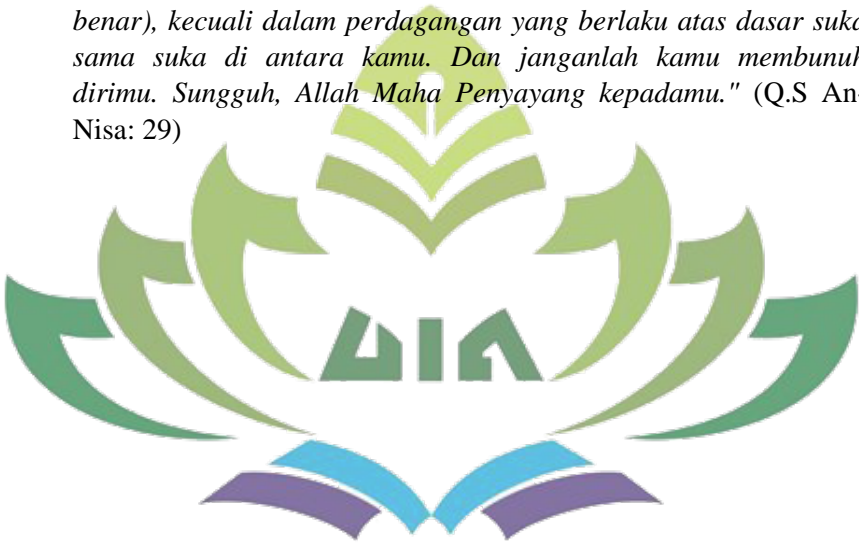 benar), kecuali dalam perdagangan yang berlaku atas dasar suka
sama suka di antara kamu. Dan janganlah kamu membunuh
dirimu. Sungguh, Allah Maha Penyayang kepadamu." (Q.S An-
Nisa: 29)
UIN